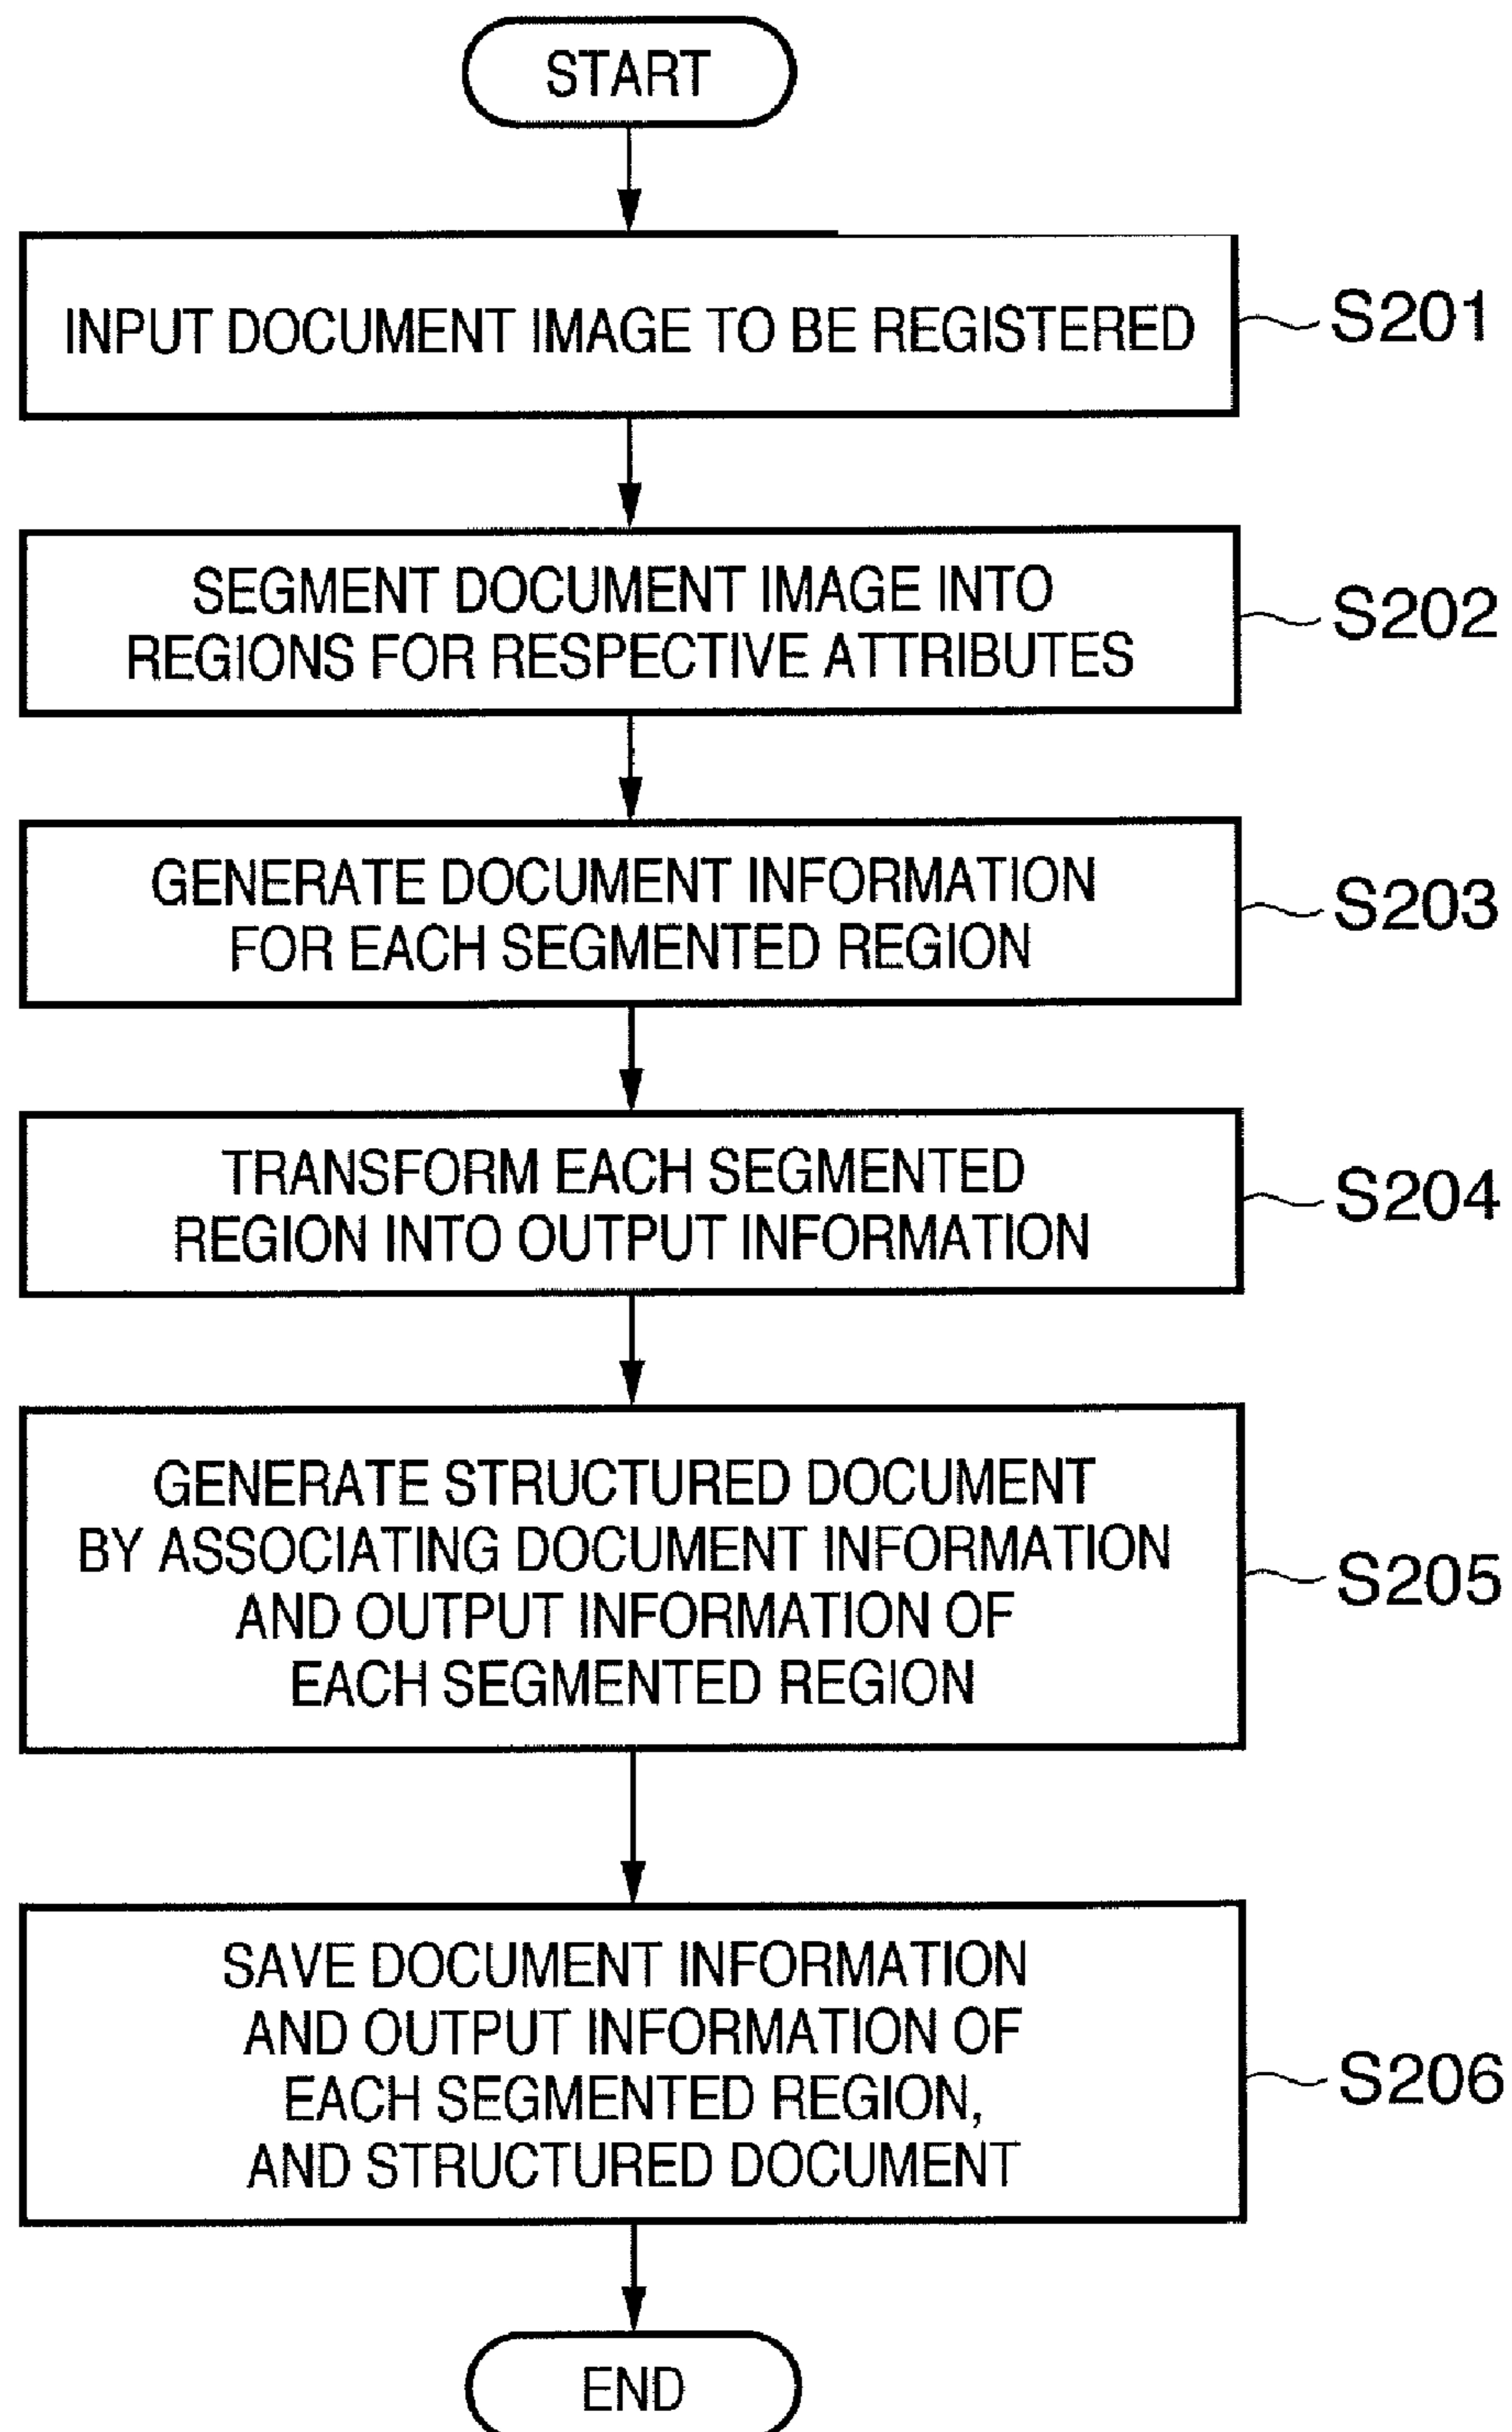 START
INPUT DOCUMENT IMAGE TO BE REGISTERED
S201
SEGMENT DOCUMENT IMAGE INTO
REGIONS FOR RESPECTIVE ATTRIBUTES
S202
GENERATE DOCUMENT INFORMATION
FOR EACH SEGMENTED REGION
S203
TRANSFORM EACH SEGMENTED
REGION INTO OUTPUT INFORMATION
S204
GENERATE STRUCTURED DOCUMENT
BY ASSOCIATING DOCUMENT INFORMATION
AND OUTPUT INFORMATION OF
EACH SEGMENTED REGION
S205
SAVE DOCUMENT INFORMATION
AND OUTPUT INFORMATION OF
EACH SEGMENTED REGION,
AND STRUCTURED DOCUMENT
S206
END